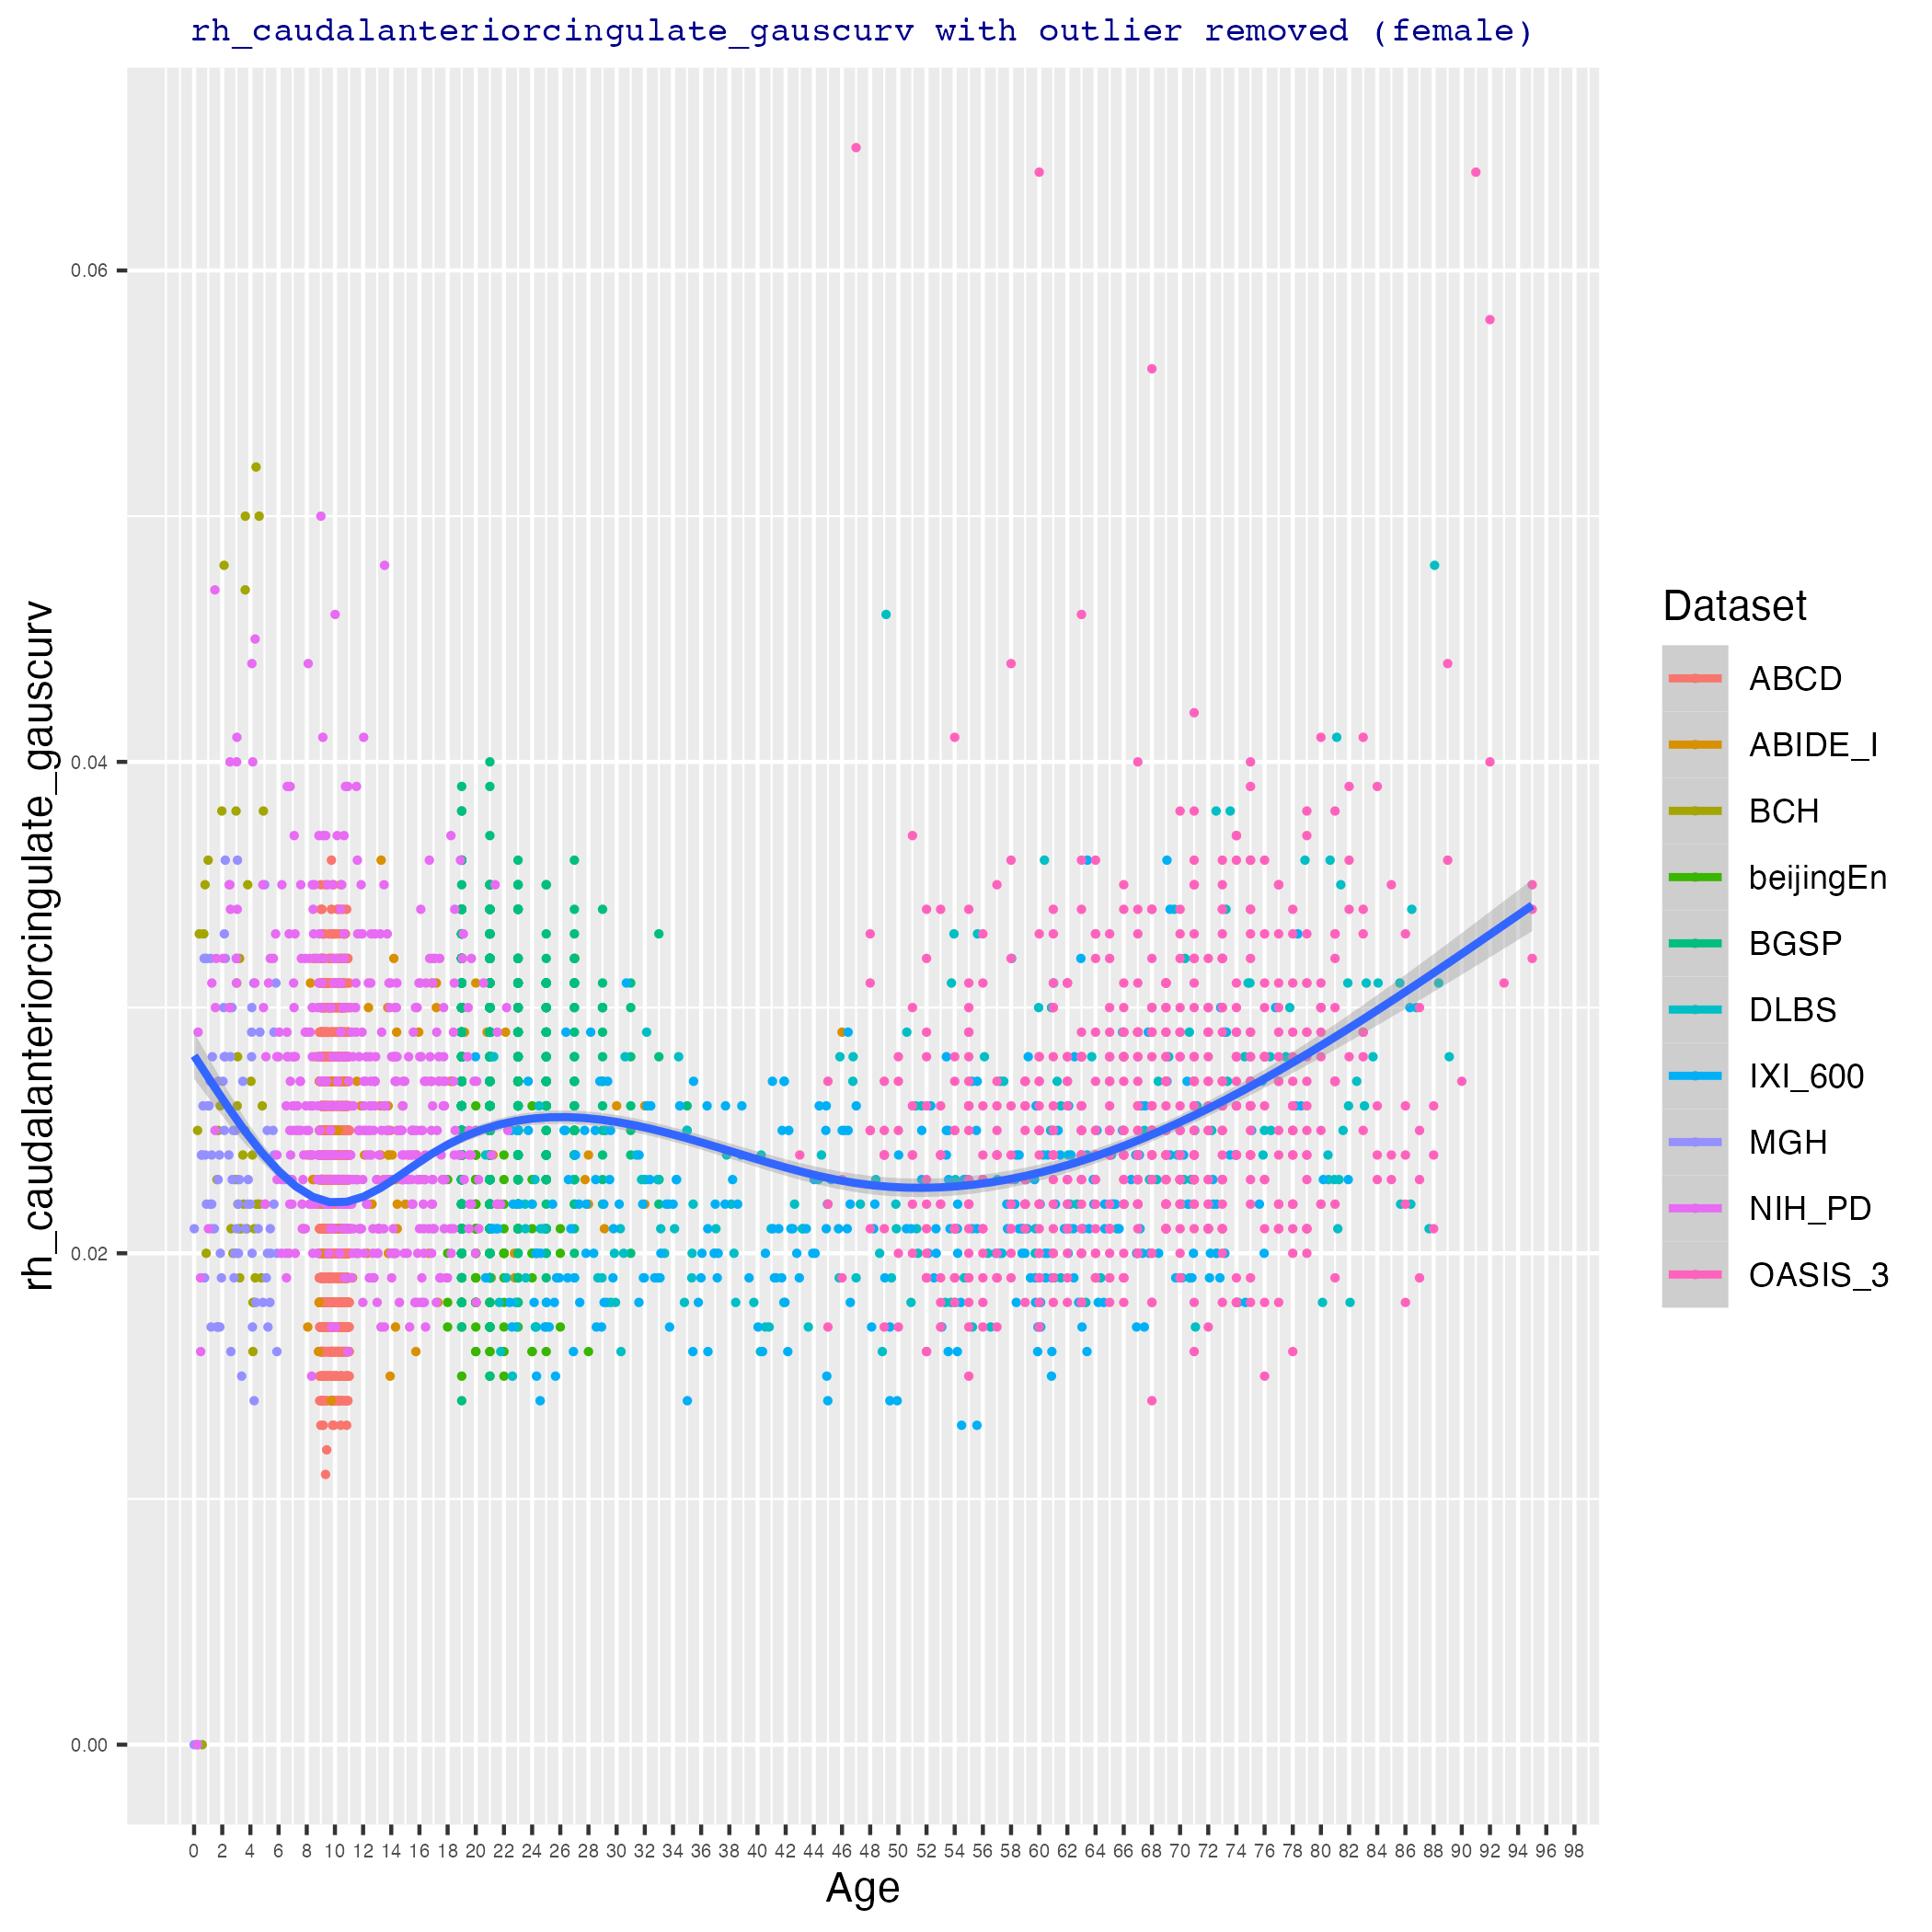 rh_caudalanteriorcingulate_gauscurv with outlier removed (female)
rh_caudalanteriorcingulate_gauscurv
0.06
0.04
0.02
0.00
0 2 4 6 8 10 12 14 16 18 20 22 24 26 28 30 32 34 36 38 40 42 44 46 48 50 52 54 56 58 60 62 64 66 68 70 72 74 76 78 80 82 84 86 88 90 92 94 96 98
Age
Dataset
ABCD
ABIDE_I
BCH
beijingEn
BGSP
DLBS
IXI_600
MGH
NIH_PD
OASIS_3